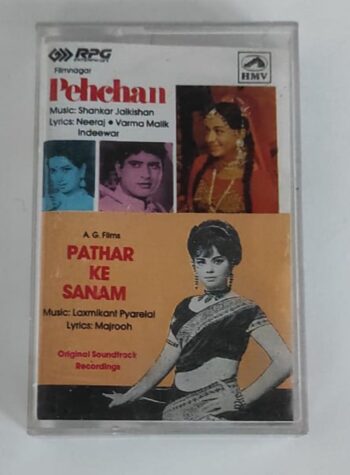 RPG
HMV
Filmnagar
Pehchan
Music: Shankar Jaikishan
Lyrics: Neeraj • Varma Malik
Indeewar
A. G. Films
PATHAR
KE
SANAM
Music: Laxmikant Pyarelal
Lyrics: Majrooh
Original Soundtrack
Recordings